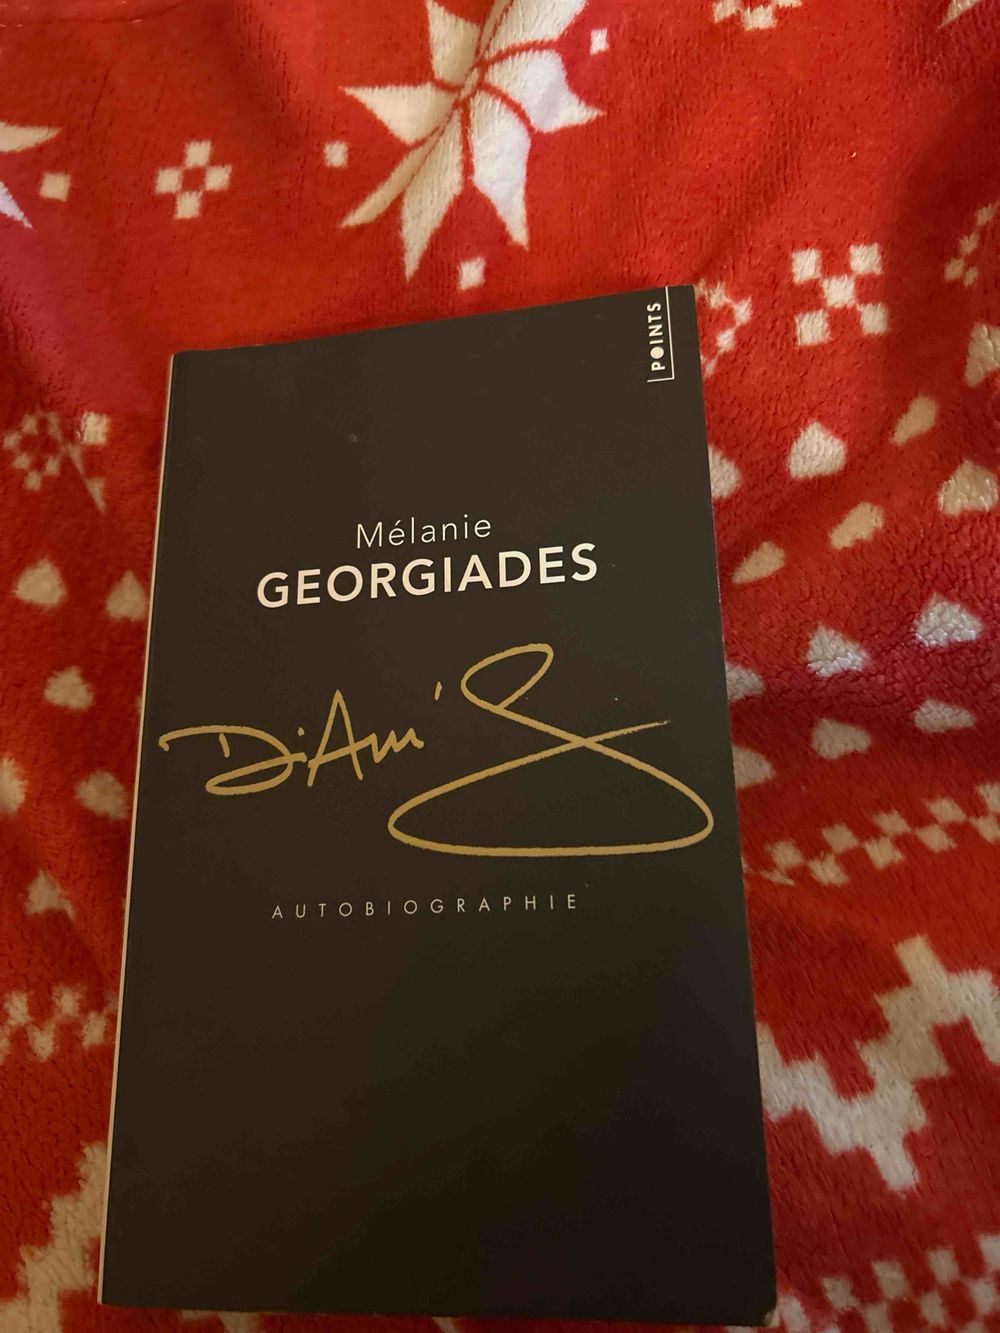 POINTS
Mélanie
GEORGIADES
DiAm's
AUTOBIOGRAPHIE